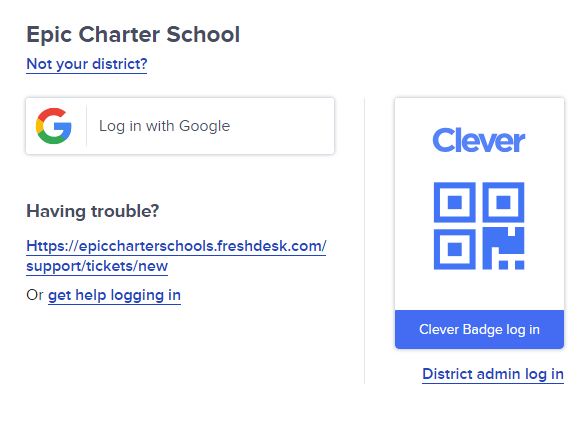 Epic Charter School
Not your district?
Log in with Google
Having trouble?
Https://epiccharterschools.freshdesk.com/
support/tickets/new
Or get help logging in
Clever
Clever Badge log in
District admin log in